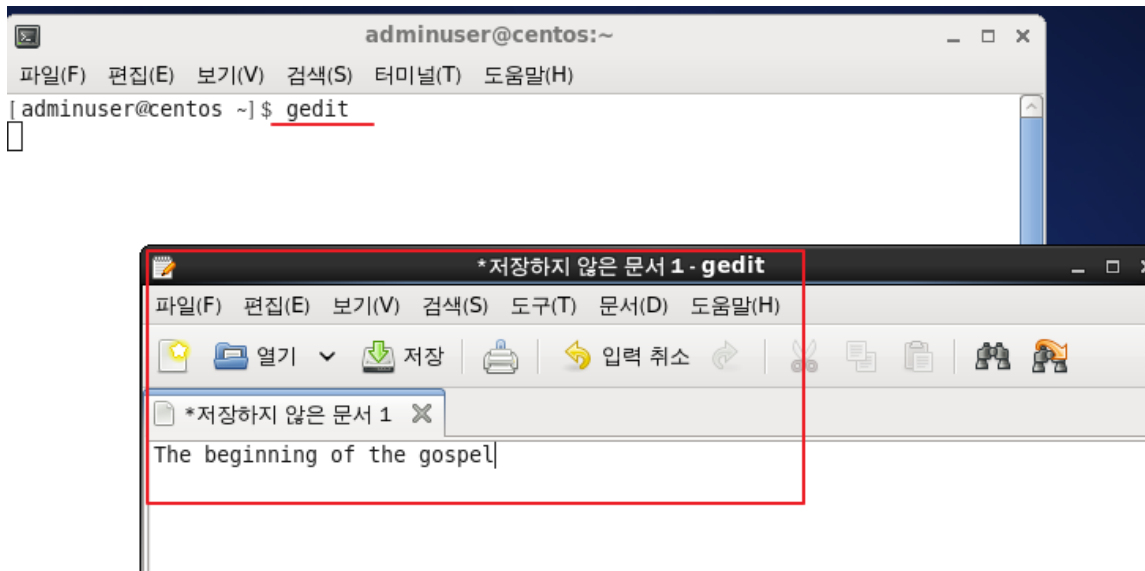 adminuser@centos:~
파일(F) 편집(E) 보기(V) 검색(S) 터미널(T) 도움말(H)
[adminuser@centos ~]$ gedit
*저장하지 않은 문서 1 - gedit
파일(F) 편집(E) 보기(V) 검색(S) 도구(T) 문서(D) 도움말(H)
열기 저장 입력 취소
*저장하지 않은 문서 1
The beginning of the gospel